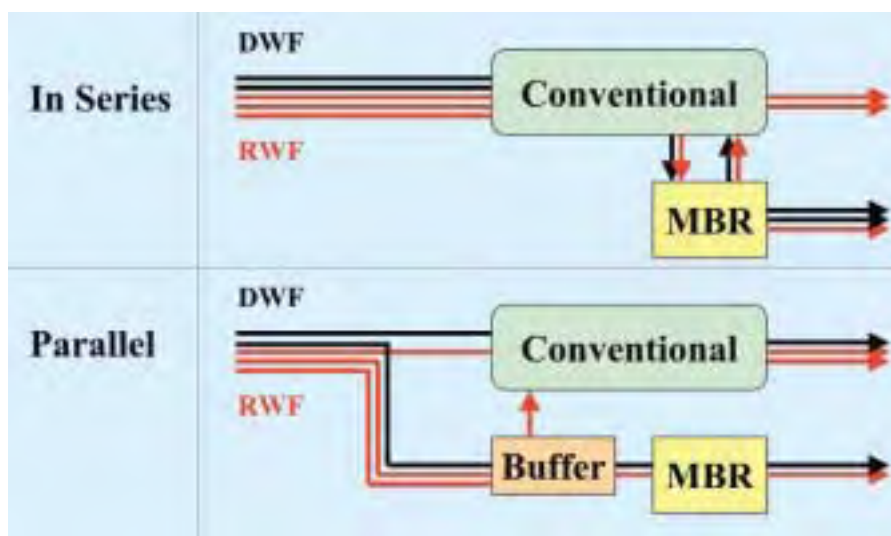 DWF
In Series
Conventional
RWF
MBR
DWF
Parallel
Conventional
RWF
Buffer
MBR